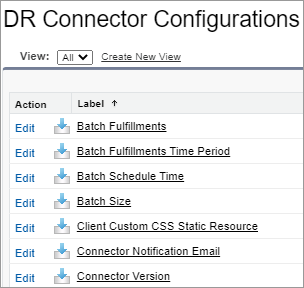 DR Connector Configurations
View: All Create New View
Action Label ↑
Edit Batch Fulfillments
Edit Batch Fulfillments Time Period
Edit Batch Schedule Time
Edit Batch Size
Edit Client Custom CSS Static Resource
Edit Connector Notification Email
Edit Connector Version